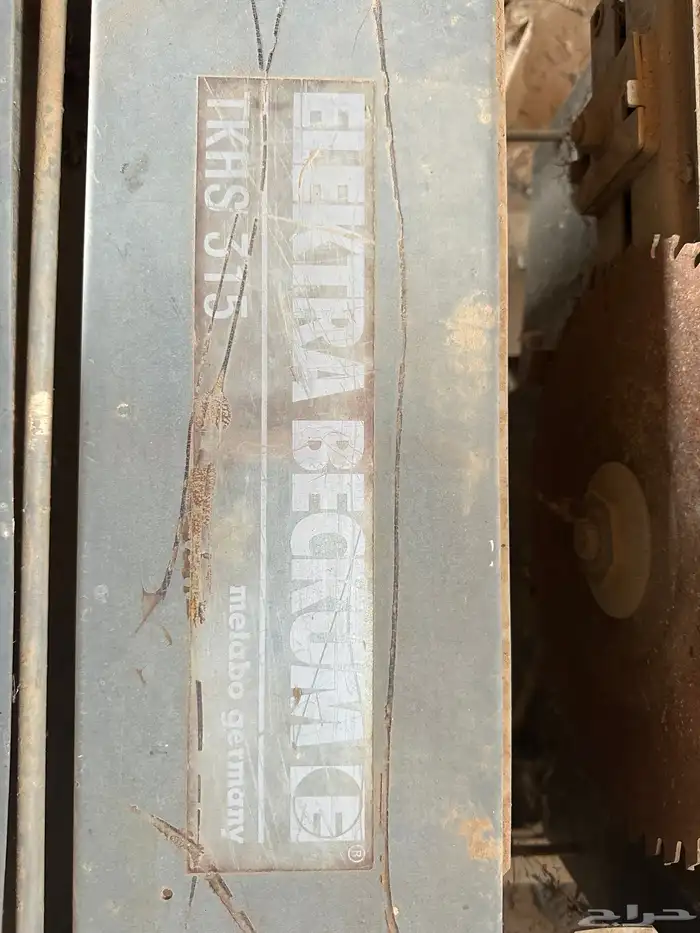 ELEKTRA BECKUM E ®
TKHS 315
metabo germany
حراج